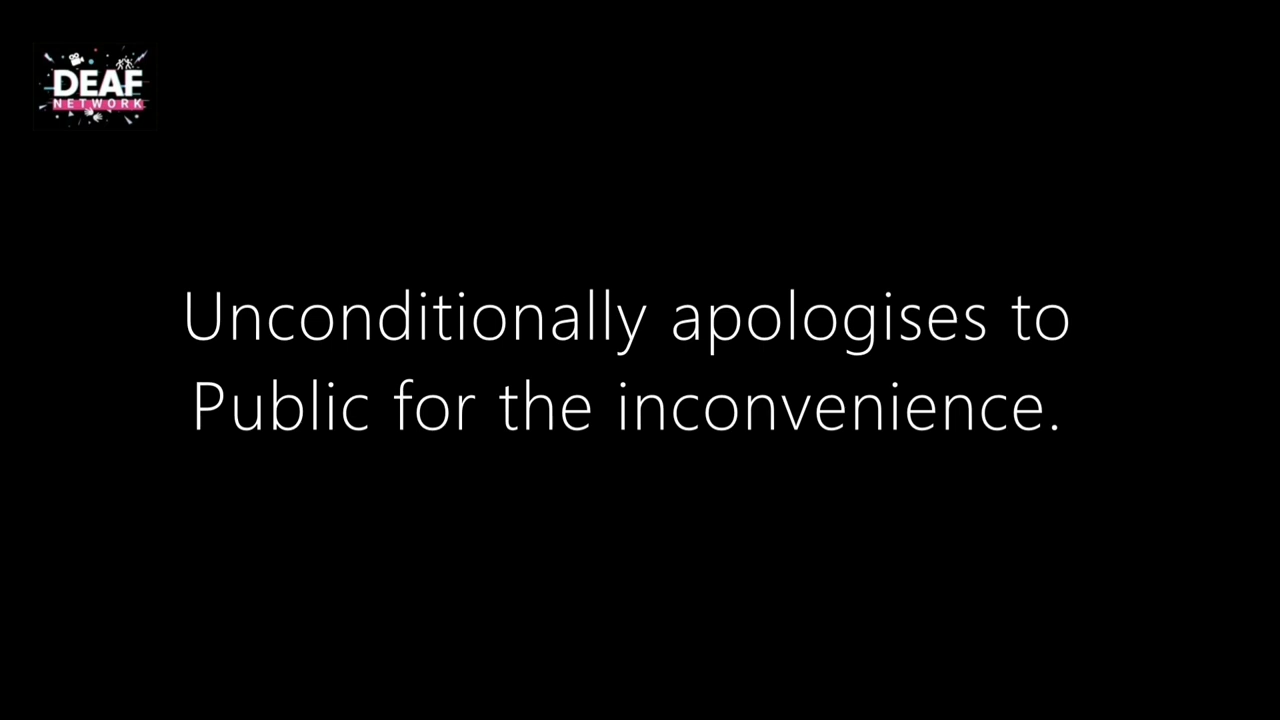 DEAF
NETWORK
Unconditionally apologises to
Public for the inconvenience.